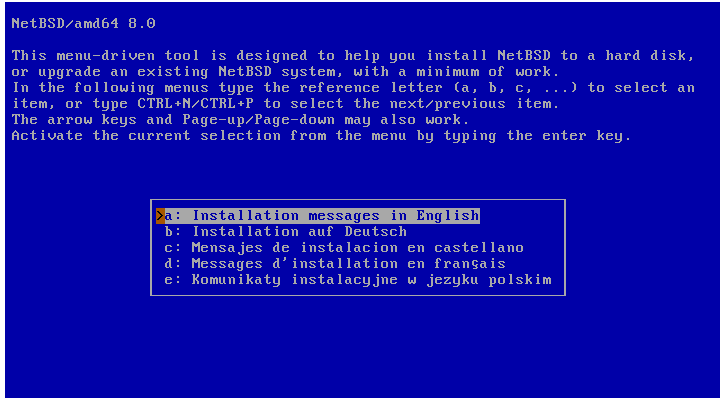 NetBSD/amd64 8.0
This menu-driven tool is designed to help you install NetBSD to a hard disk,
or upgrade an existing NetBSD system, with a minimum of work.
In the following menus type the reference letter (a, b, c, ...) to select an
item, or type CTRL+N/CTRL+P to select the next/previous item.
The arrow keys and Page-up/Page-down may also work.
Activate the current selection from the menu by typing the enter key.
>a: Installation messages in English
b: Installation auf Deutsch
c: Mensajes de instalacion en castellano
d: Messages d'installation en français
e: Komunikaty instalacyjne w jezyku polskim